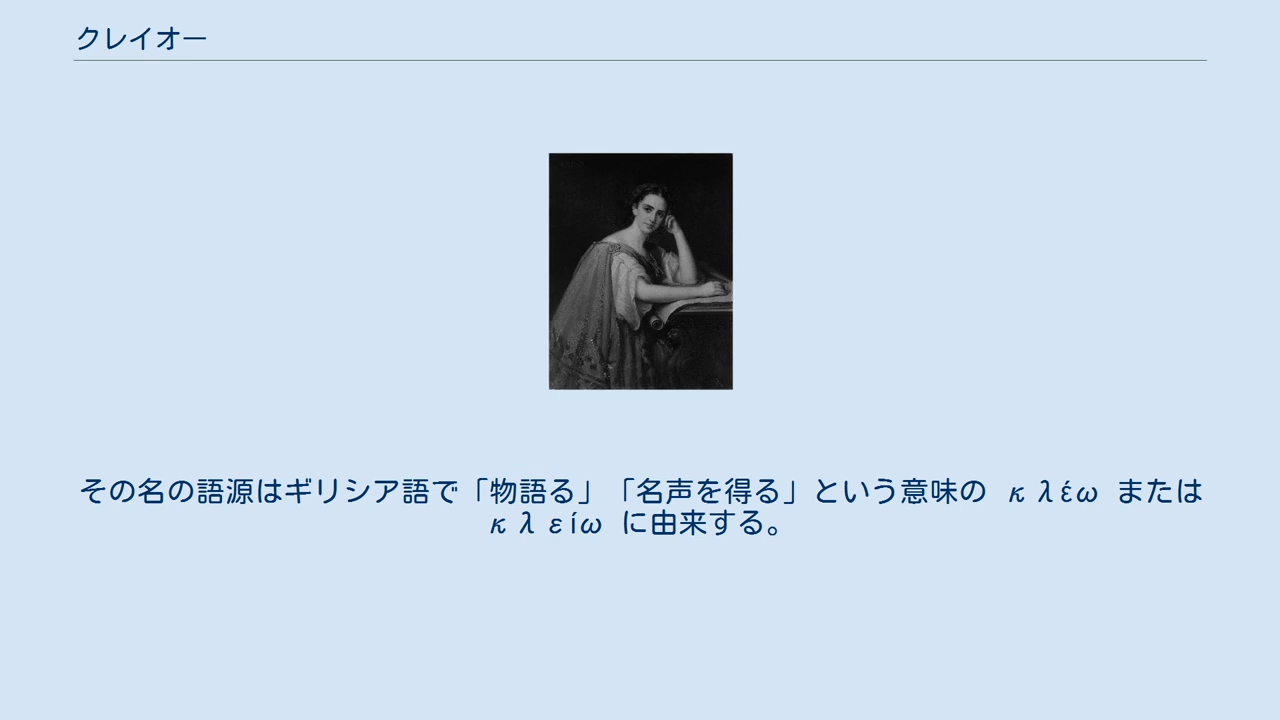 クレイオー
その名の語源はギリシア語で「物語る」「名声を得る」という意味の κλέω または
κλείω に由来する。